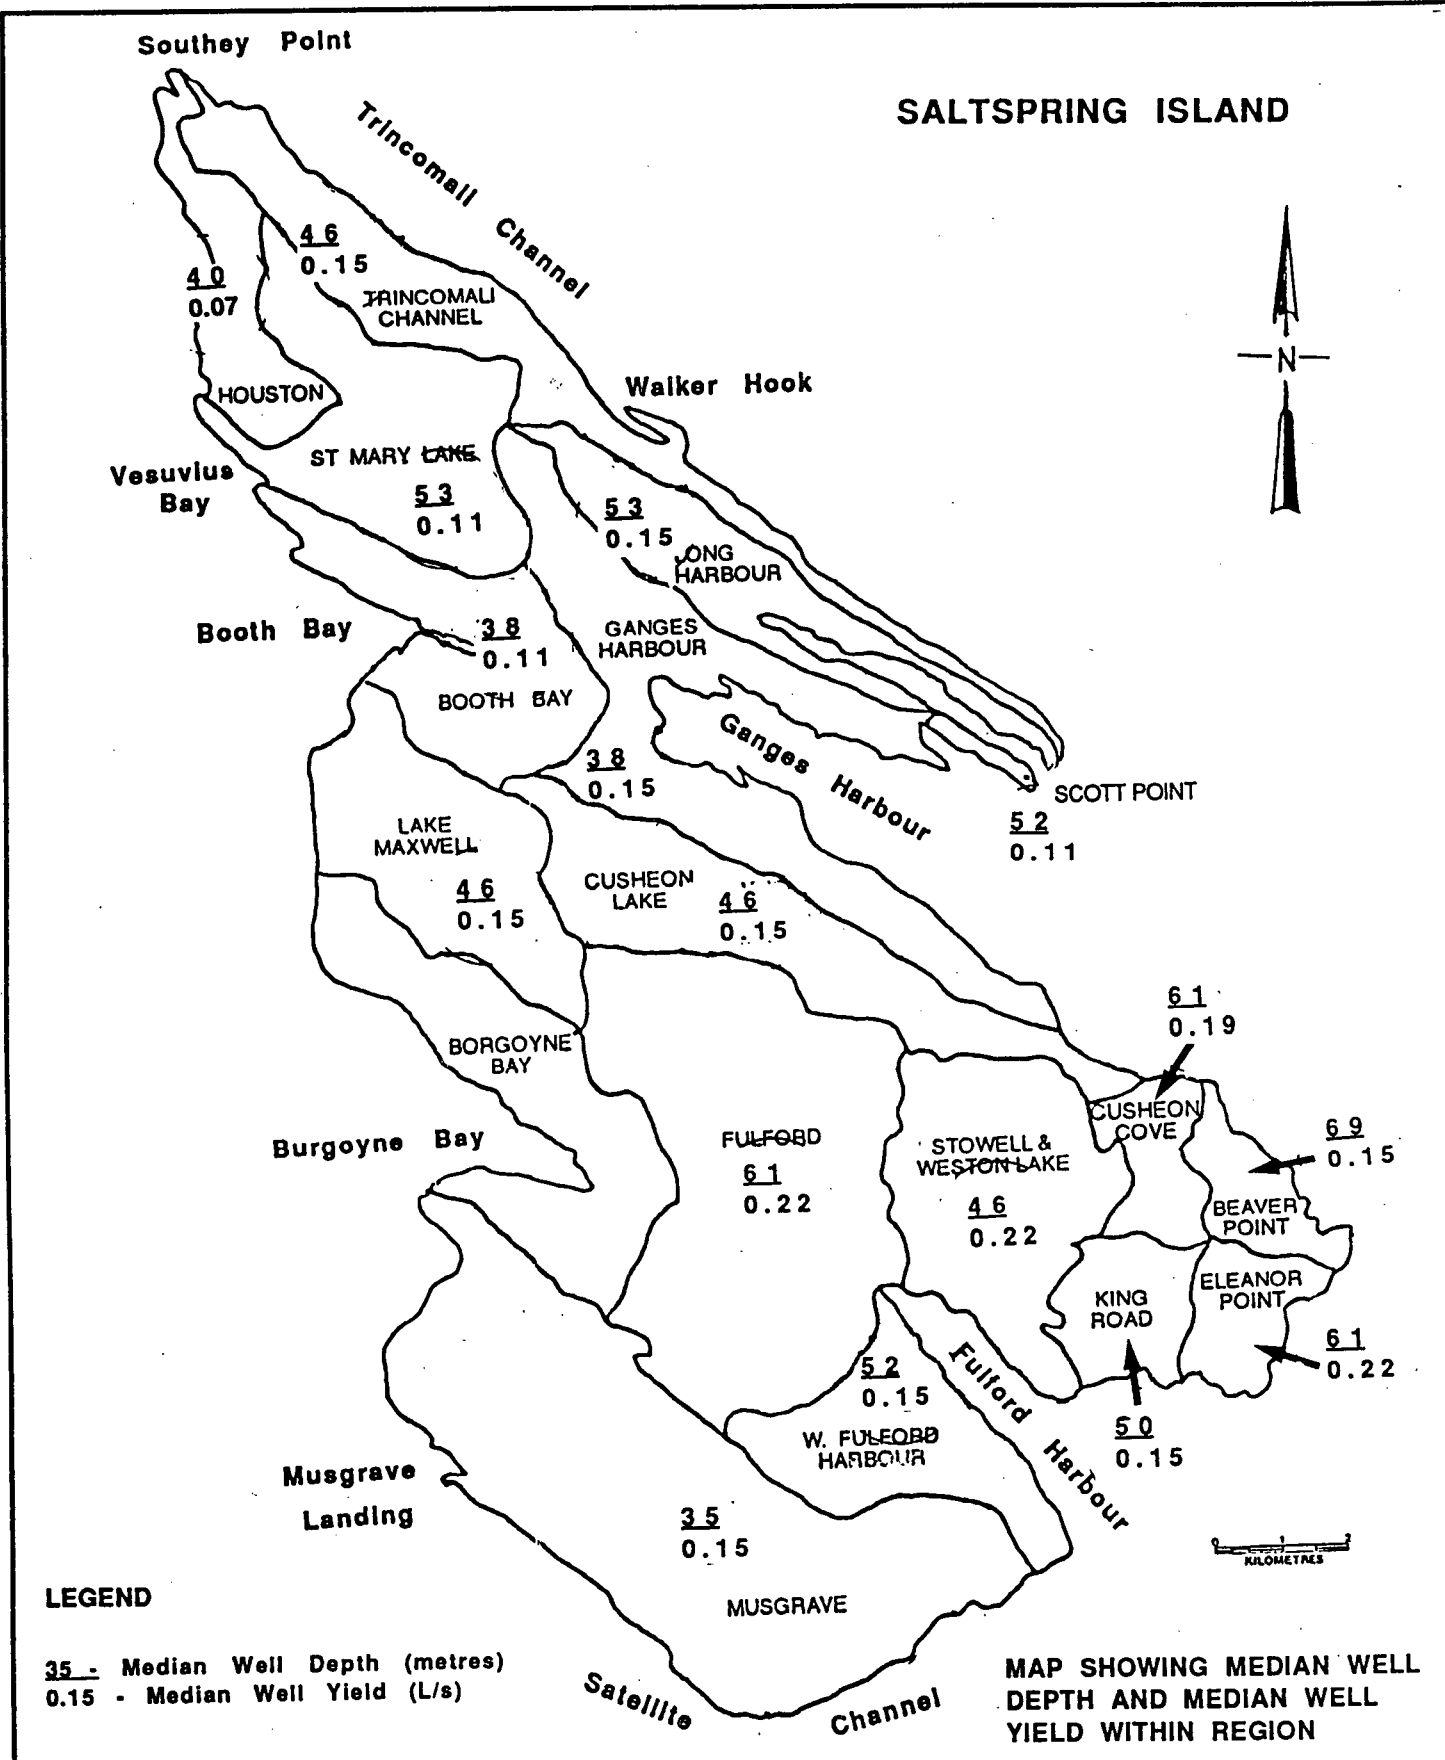 Southey Point
SALTSPRING ISLAND
Trincomali Channel
46
0.15
40
0.07
TRINCOMALI
CHANNEL
N
Walker Hook
HOUSTON
ST MARY LAKE
Vesuvius
Bay
53
0.11
53
0.15
LONG
HARBOUR
Booth Bay
38
0.11
GANGES
HARBOUR
BOOTH BAY
Ganges Harbour
38
0.15
SCOTT POINT
52
0.11
LAKE
MAXWELL
46
0.15
CUSHEON
LAKE
46
0.15
61
0.19
BORGOYNE
BAY
CUSHEON
COVE
Burgoyne Bay
FULFORD
61
0.22
STOWELL &
WESTON LAKE
46
0.22
69
0.15
BEAVER
POINT
ELEANOR
POINT
KING
ROAD
61
0.22
52
0.15
Fulford Harbour
50
0.15
W. FULFORD
HARBOUR
Musgrave
Landing
35
0.15
0 1 2
KILOMETRES
MUSGRAVE
LEGEND
35 - Median Well Depth (metres)
0.15 - Median Well Yield (L/s)
Satellite Channel
MAP SHOWING MEDIAN WELL
DEPTH AND MEDIAN WELL
YIELD WITHIN REGION